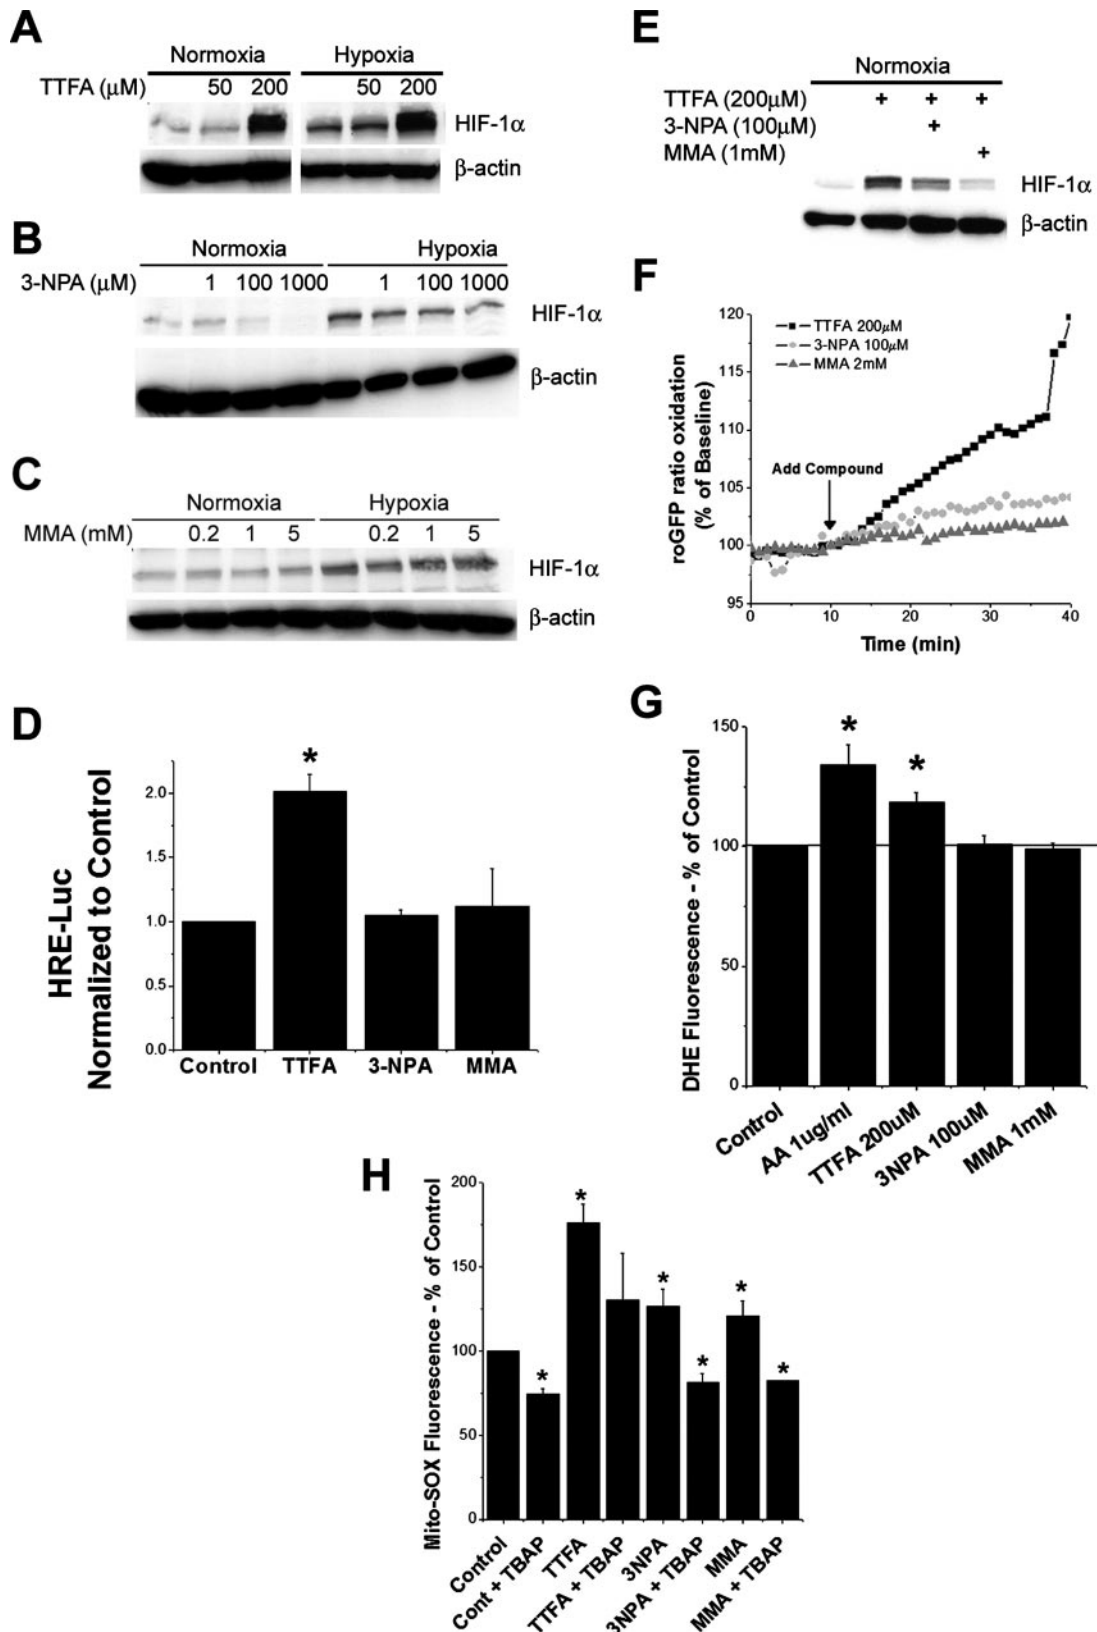 A
Normoxia Hypoxia
TTFA (μM) 50 200 50 200
HIF-1α
β-actin
B
Normoxia Hypoxia
3-NPA (μM) 1 100 1000 1 100 1000
HIF-1α
β-actin
C
Normoxia Hypoxia
MMA (mM) 0.2 1 5 0.2 1 5
HIF-1α
β-actin
D
HRE-Luc
Normalized to Control
2.0
1.5
1.0
0.5
0.0
Control TTFA 3-NPA MMA
*
E
Normoxia
TTFA (200μM) + + +
3-NPA (100μM) +
MMA (1mM) +
HIF-1α
β-actin
F
roGFP ratio oxidation
(% of Baseline)
120
115
110
105
100
95
TTFA 200μM
3-NPA 100μM
MMA 2mM
Add Compound
0 10 20 30 40
Time (min)
G
DHE Fluorescence - % of Control
150
100
50
0
* *
Control AA 1ug/ml TTFA 200uM 3NPA 100uM MMA 1mM
H
Mito-SOX Fluorescence - % of Control
200
150
100
50
0
* * * * * *
Control Cont + TBAP TTFA TTFA + TBAP 3NPA 3NPA + TBAP MMA MMA + TBAP